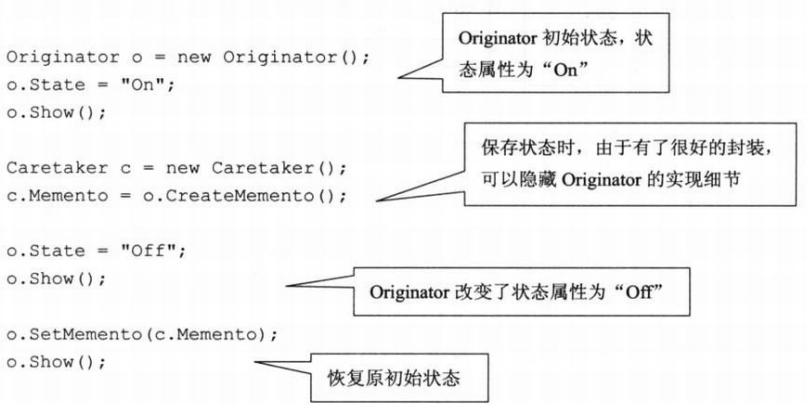 Originator o = new Originator();
o.State = "On";
o.Show();
Originator 初始状态，状
态属性为“On”
Caretaker c = new Caretaker();
c.Memento = o.CreateMemento();
保存状态时，由于有了很好的封装，
可以隐藏 Originator 的实现细节
o.State = "Off";
o.Show();
Originator 改变了状态属性为“Off”
o.SetMemento(c.Memento);
o.Show();
恢复原初始状态